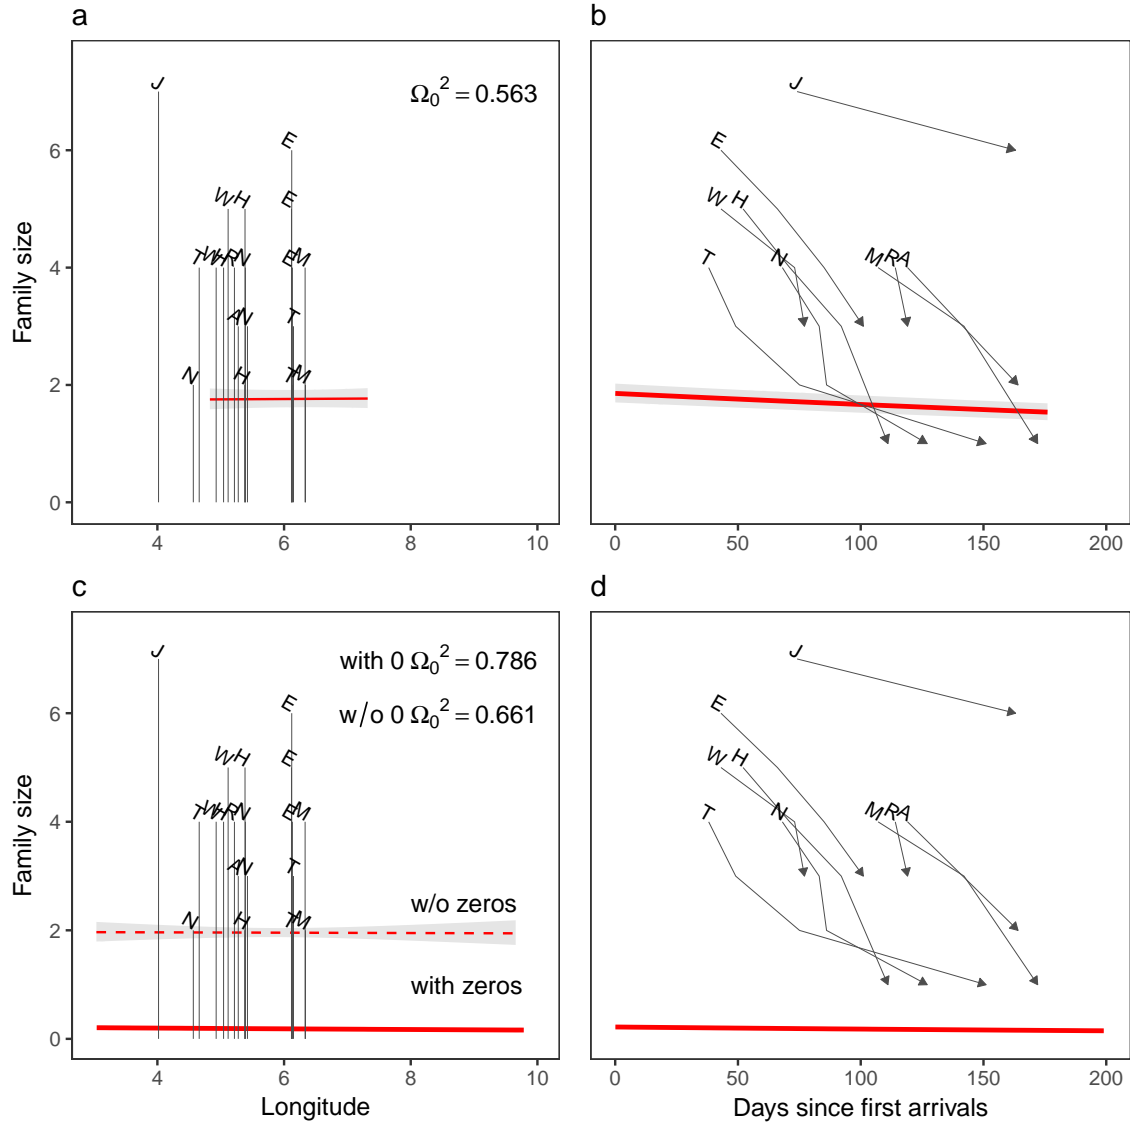 a
b
Family size
6
4
2
0
J
Ω₀² = 0.563
E
W H
E
T W H R N E M
A N T
N H T M
4 6 8 10
J
E
W H
T N M R A
0 50 100 150 200
c
d
Family size
6
4
2
0
J
with 0 Ω₀² = 0.786
w/o 0 Ω₀² = 0.661
E
W H
E
T W H R N E M
A N T
N H T M
w/o zeros
with zeros
4 6 8 10
Longitude
J
E
W H
T N M R A
0 50 100 150 200
Days since first arrivals